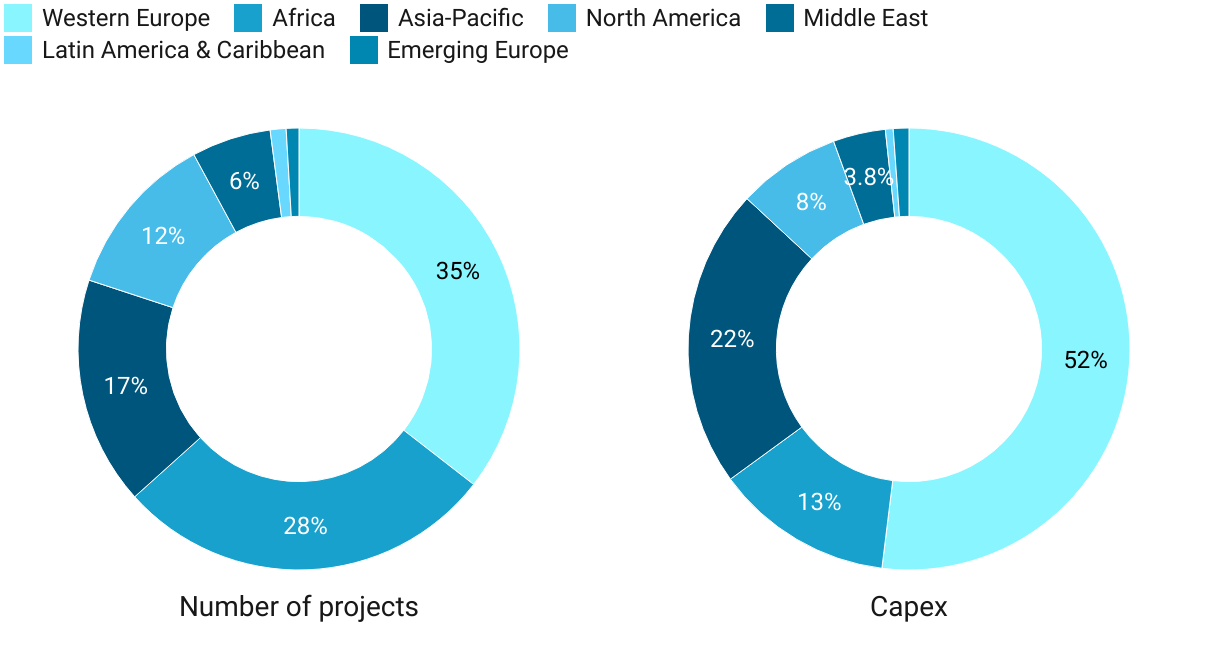 Western Europe Africa Asia-Pacific North America Middle East
Latin America & Caribbean Emerging Europe
6% 3.8%
12% 8%
35%
17% 22% 52%
28% 13%
Number of projects Capex